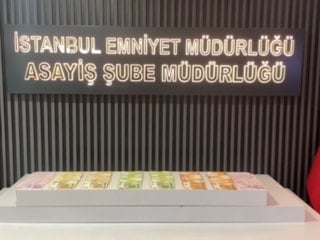 İSTANBUL EMNİYET MÜDÜRLÜĞÜ
ASAYİŞ ŞUBE MÜDÜRLÜĞÜ